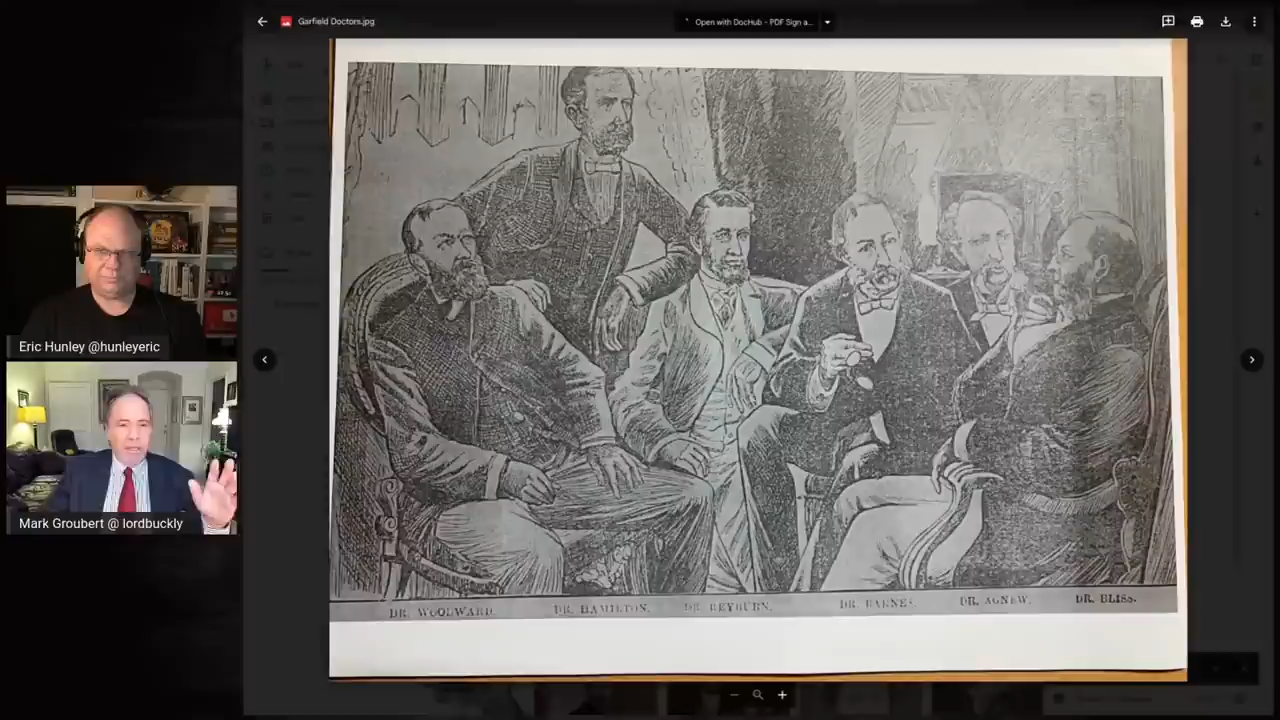 Garfield Doctors.jpg
Open with DocHub - PDF Sign a...
Eric Hunley @hunleyeric
Mark Groubert @ lordbuckly
DR. WOODWARD. DR. HAMILTON. DR. REYBURN. DR. BARNES. DR. AGNEW. DR. BLISS.